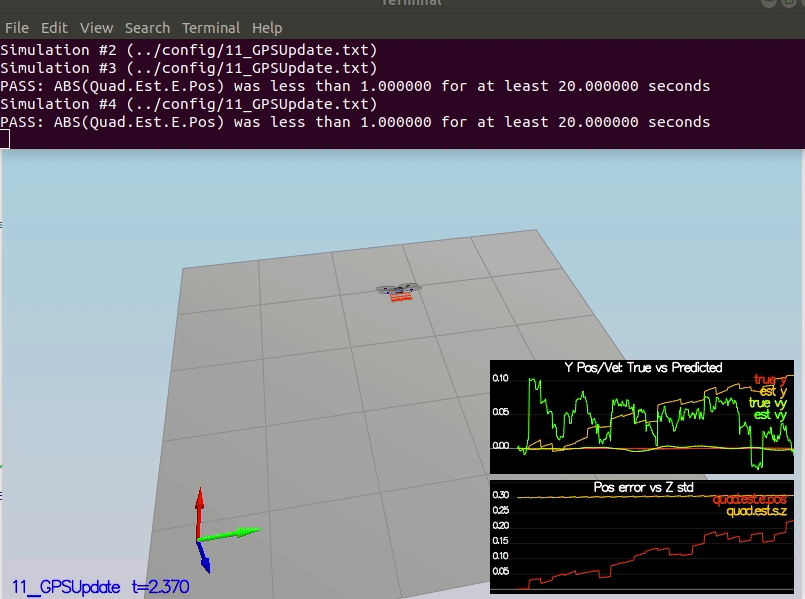 Terminal
File Edit View Search Terminal Help
Simulation #2 (../config/11_GPSUpdate.txt)
Simulation #3 (../config/11_GPSUpdate.txt)
PASS: ABS(Quad.Est.E.Pos) was less than 1.000000 for at least 20.000000 seconds
Simulation #4 (../config/11_GPSUpdate.txt)
PASS: ABS(Quad.Est.E.Pos) was less than 1.000000 for at least 20.000000 seconds
Y Pos/Vel: True vs Predicted
0.10
true y
est y
true vy
0.05
est vy
0.00
Pos error vs Z std
0.30
quad.est.e.pos
0.25
quad.est.s.z
0.20
0.15
0.10
0.05
11_GPSUpdate t=2.370